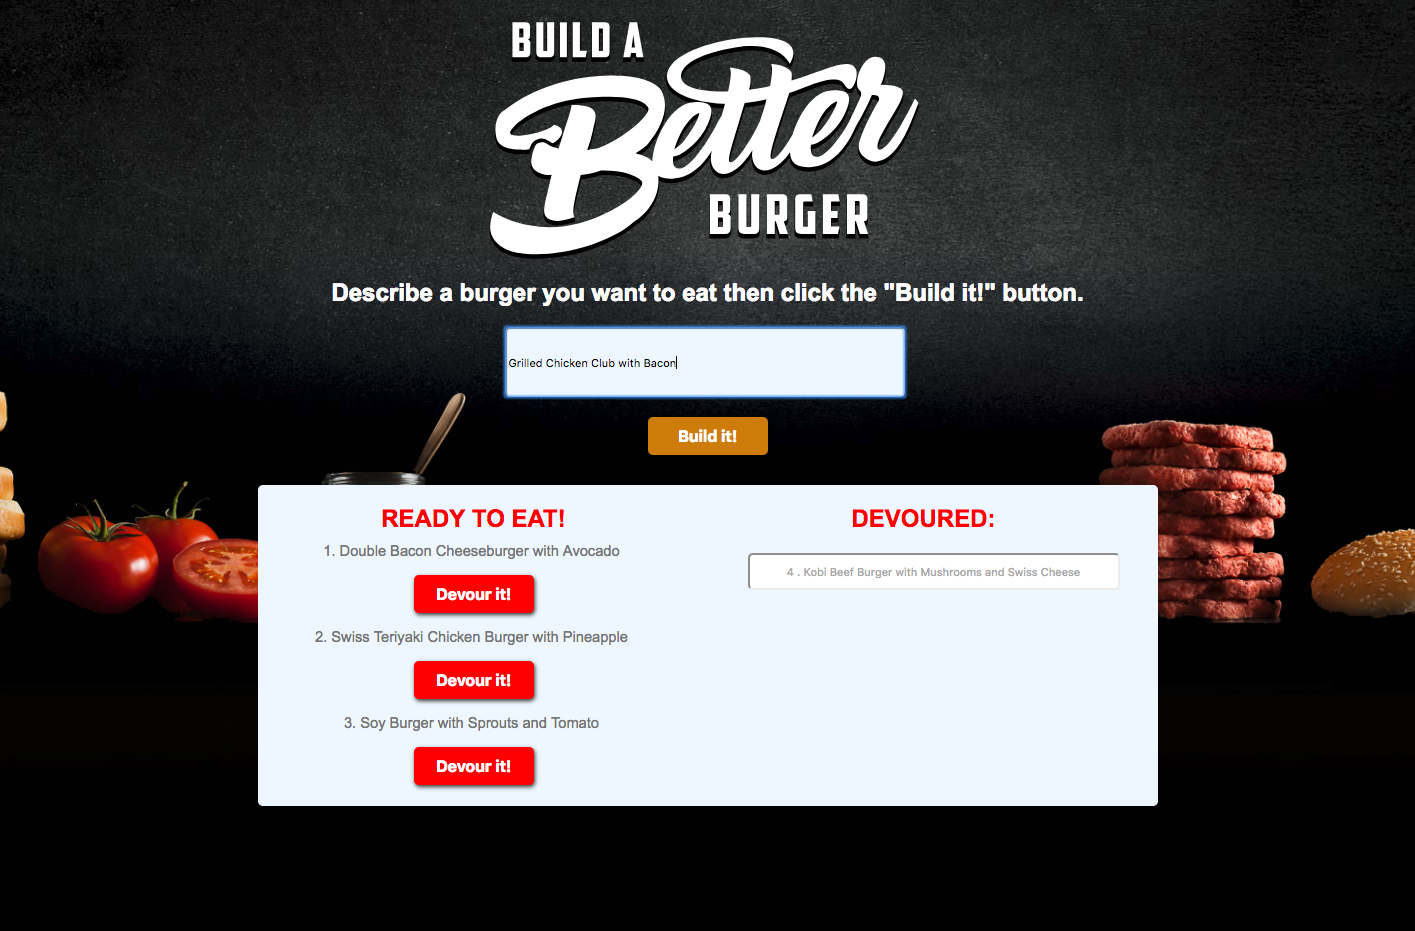 BUILD A
Better
BURGER
Describe a burger you want to eat then click the "Build it!" button.
Grilled Chicken Club with Bacon
Build it!
READY TO EAT!
1. Double Bacon Cheeseburger with Avocado
Devour it!
2. Swiss Teriyaki Chicken Burger with Pineapple
Devour it!
3. Soy Burger with Sprouts and Tomato
Devour it!
DEVOURED:
4 . Kobi Beef Burger with Mushrooms and Swiss Cheese